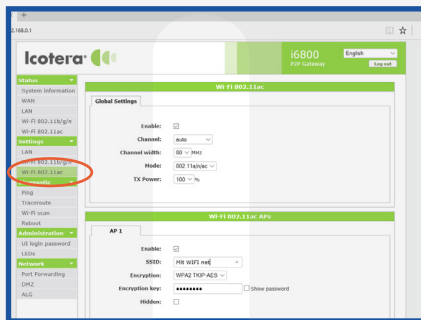 2.168.0.1
Icotera
i6800
P2P Gateway
English
Log out
Status
System information
WAN
LAN
Wi-Fi 802.11b/g/n
Wi-Fi 802.11ac
Settings
LAN
Wi-Fi 802.11b/g/n
Wi-Fi 802.11ac
Diagnostic
Ping
Traceroute
Wi-Fi scan
Reboot
Administration
UI login password
LEDs
Network
Port Forwarding
DMZ
ALG
Wi-Fi 802.11ac
Global Settings
Enable:
Channel: auto
Channel width: 80 MHz
Mode: 802.11a/n/ac
TX Power: 100 %
Wi-Fi 802.11ac APs
AP 1
Enable:
SSID: Mit WIFI net
Encryption: WPA2 TKIP-AES
Encryption key: •••••••• Show password
Hidden: